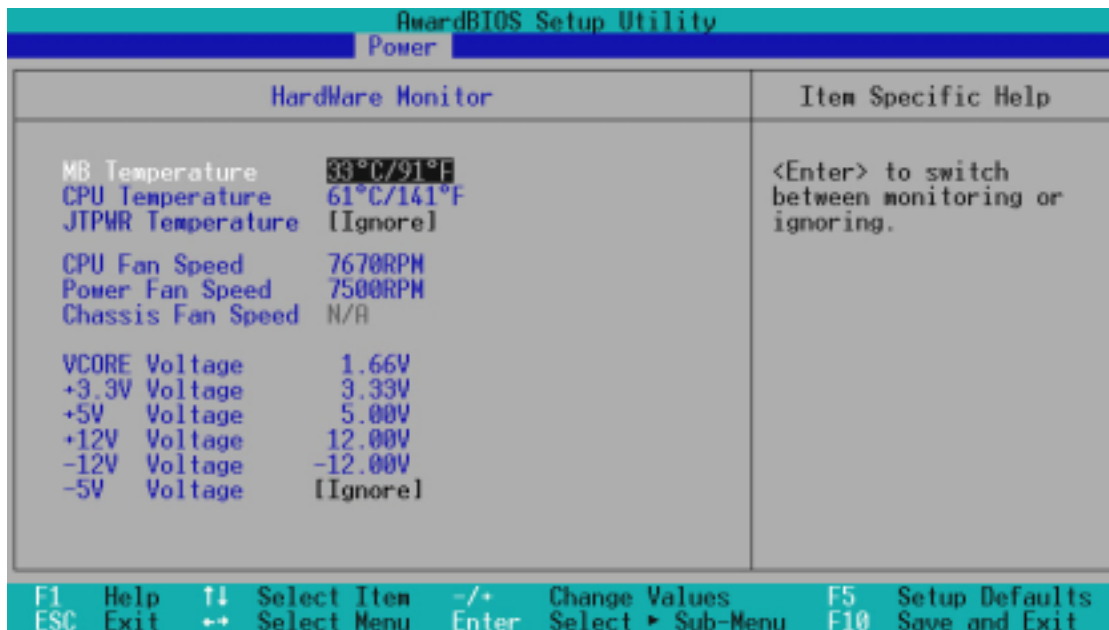 AwardBIOS Setup Utility
Power
HardWare Monitor
Item Specific Help
MB Temperature 33°C/91°F
CPU Temperature 61°C/141°F
JTPWR Temperature [Ignore]
CPU Fan Speed 7670RPM
Power Fan Speed 7500RPM
Chassis Fan Speed N/A
VCORE Voltage 1.66V
+3.3V Voltage 3.33V
+5V Voltage 5.00V
+12V Voltage 12.00V
-12V Voltage -12.00V
-5V Voltage [Ignore]
<Enter> to switch
between monitoring or
ignoring.
F1 Help ↑↓ Select Item -/+ Change Values F5 Setup Defaults
ESC Exit ←→ Select Menu Enter Select ► Sub-Menu F10 Save and Exit